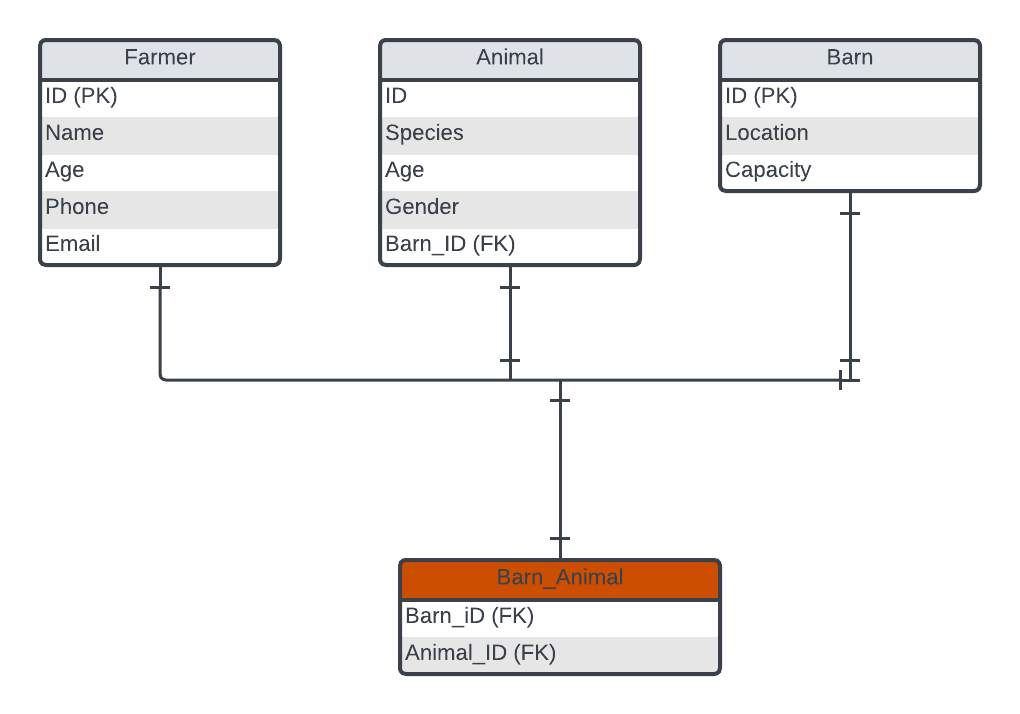 Farmer
ID (PK)
Name
Age
Phone
Email
Animal
ID
Species
Age
Gender
Barn_ID (FK)
Barn
ID (PK)
Location
Capacity
Barn_Animal
Barn_iD (FK)
Animal_ID (FK)